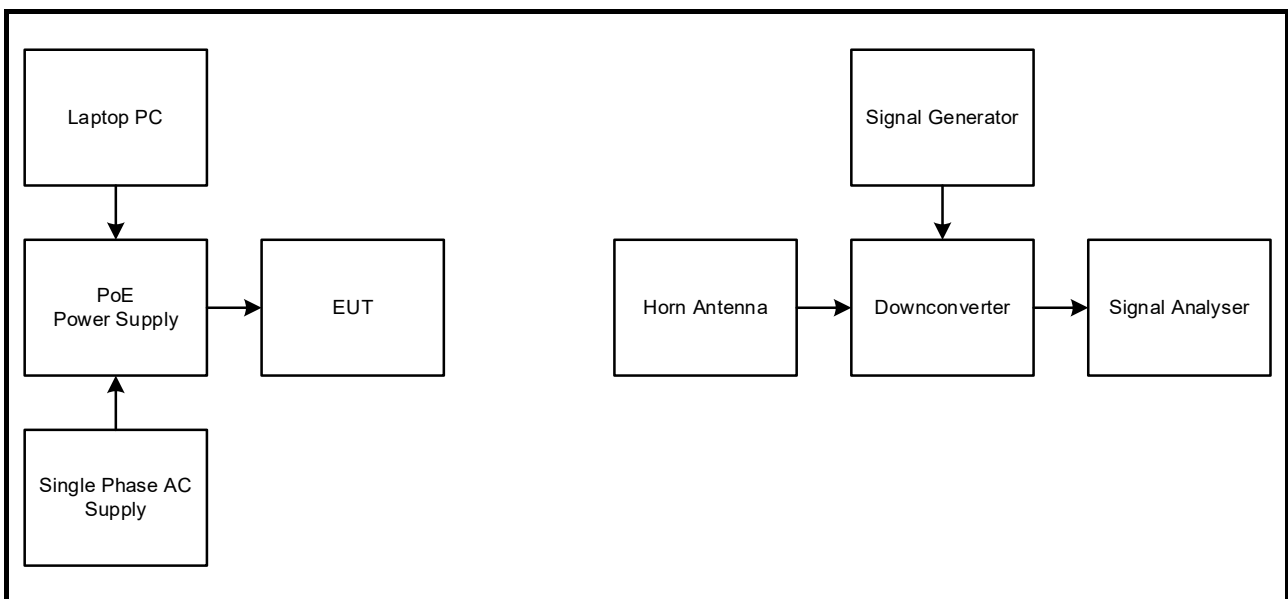 Laptop PC
Signal Generator
PoE
Power Supply
EUT
Horn Antenna
Downconverter
Signal Analyser
Single Phase AC
Supply